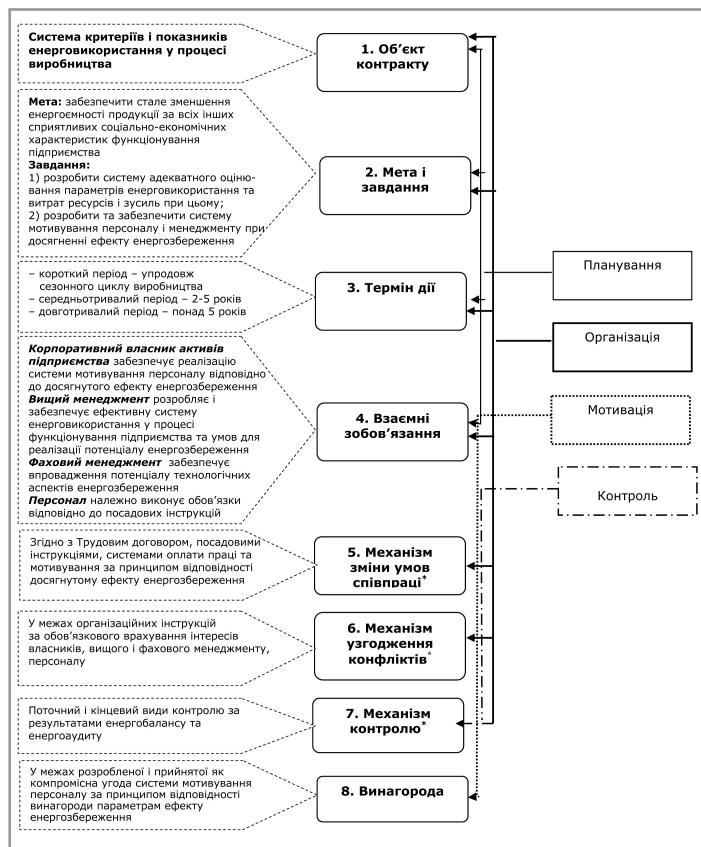 Система критеріїв і показників
енерговикористання у процесі
виробництва
1. Об’єкт
контракту
Мета: забезпечити стале зменшення
енергоємності продукції за всіх інших
сприятливих соціально-економічних
характеристик функціонування
підприємства
Завдання:
1) розробити систему адекватного оціню-
вання параметрів енерговикористання та
витрат ресурсів і зусиль при цьому;
2) розробити та забезпечити систему
мотивування персоналу і менеджменту при
досягненні ефекту енергозбереження
2. Мета і
завдання
– короткий період – упродовж
сезонного циклу виробництва
– середньотривалий період – 2-5 років
– довготривалий період – понад 5 років
3. Термін дії
Корпоративний власник активів
підприємства забезпечує реалізацію
системи мотивування персоналу відповідно
до досягнутого ефекту енергозбереження
Вищий менеджмент розробляє і
забезпечує ефективну систему
енерговикористання у процесі
функціонування підприємства та умов для
реалізації потенціалу енергозбереження
Фаховий менеджмент забезпечує
впровадження потенціалу технологічних
аспектів енергозбереження
Персонал належно виконує обов’язки
відповідно до посадових інструкцій
4. Взаємні
зобов’язання
Згідно з Трудовим договором, посадовими
інструкціями, системами оплати праці та
мотивування за принципом відповідності
досягнутому ефекту енергозбереження
5. Механізм
зміни умов
співпраці*
У межах організаційних інструкцій
за обов’язкового врахування інтересів
власників, вищого і фахового менеджменту,
персоналу
6. Механізм
узгодження
конфліктів*
Поточний і кінцевий види контролю за
результатами енергобалансу та
енергоаудиту
7. Механізм
контролю*
У межах розробленої і прийнятої як
компромісна угода системи мотивування
персоналу за принципом відповідності
винагороди параметрам ефекту
енергозбереження
8. Винагорода
Планування
Організація
Мотивація
Контроль